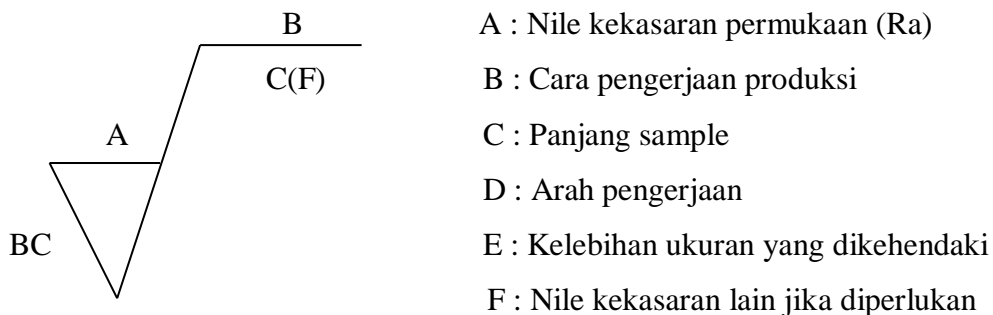 B
C(F)
A
BC
A : Nile kekasaran permukaan (Ra)
B : Cara pengerjaan produksi
C : Panjang sample
D : Arah pengerjaan
E : Kelebihan ukuran yang dikehendaki
F : Nile kekasaran lain jika diperlukan